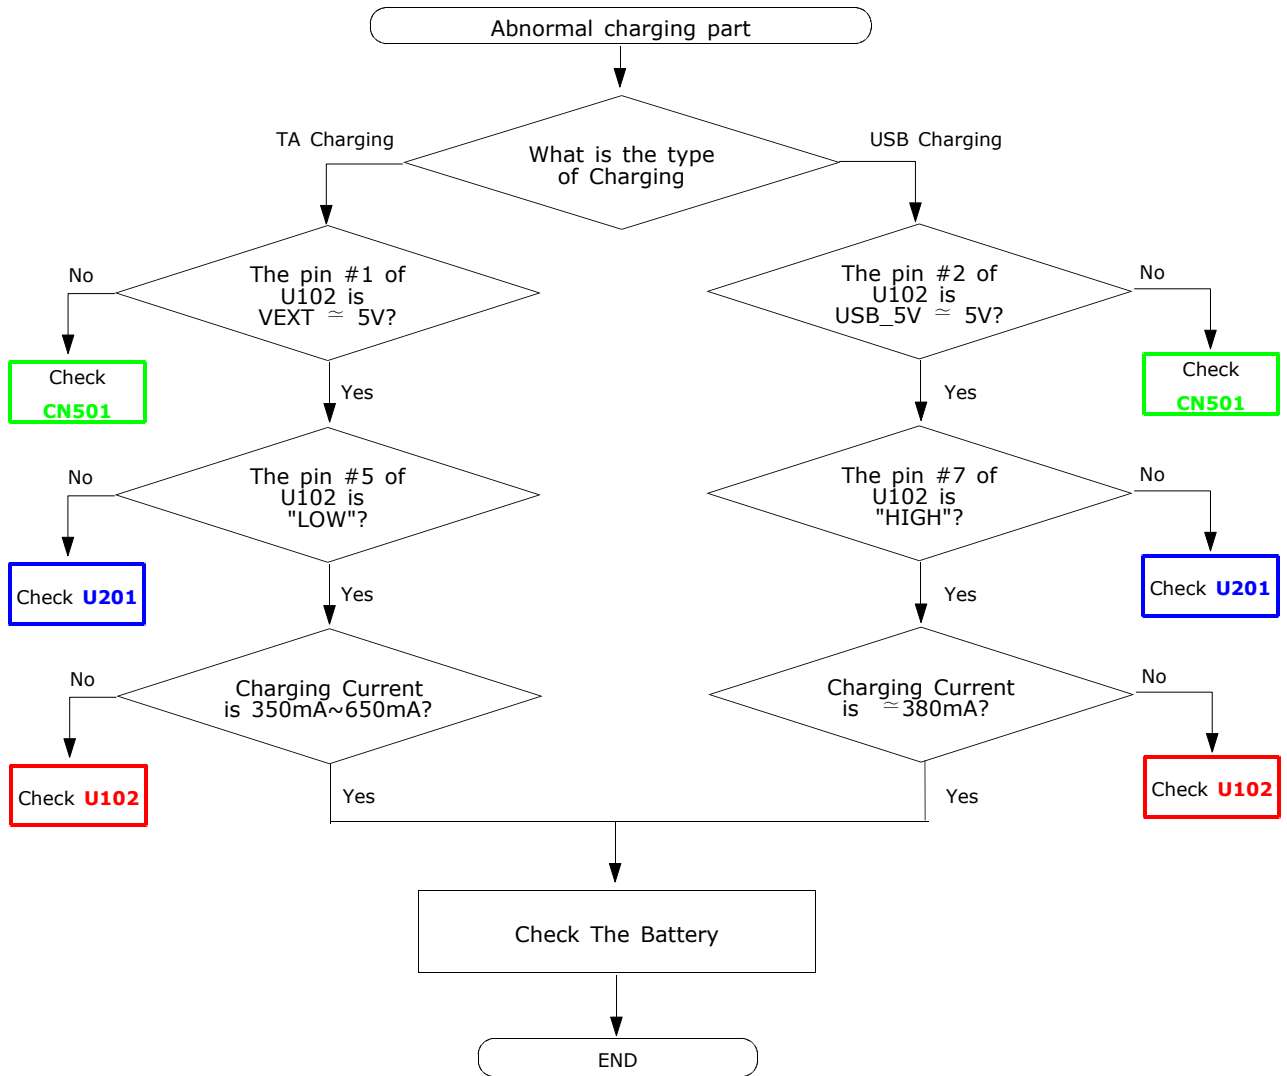 Abnormal charging part
TA Charging
USB Charging
What is the type
of Charging
No
The pin #1 of
U102 is
VEXT ≃ 5V?
The pin #2 of
U102 is
USB_5V ≃ 5V?
No
Check
CN501
Yes
Yes
Check
CN501
No
The pin #5 of
U102 is
"LOW"?
The pin #7 of
U102 is
"HIGH"?
No
Check U201
Yes
Yes
Check U201
No
Charging Current
is 350mA~650mA?
Charging Current
is ≃380mA?
No
Check U102
Yes
Yes
Check U102
Check The Battery
END